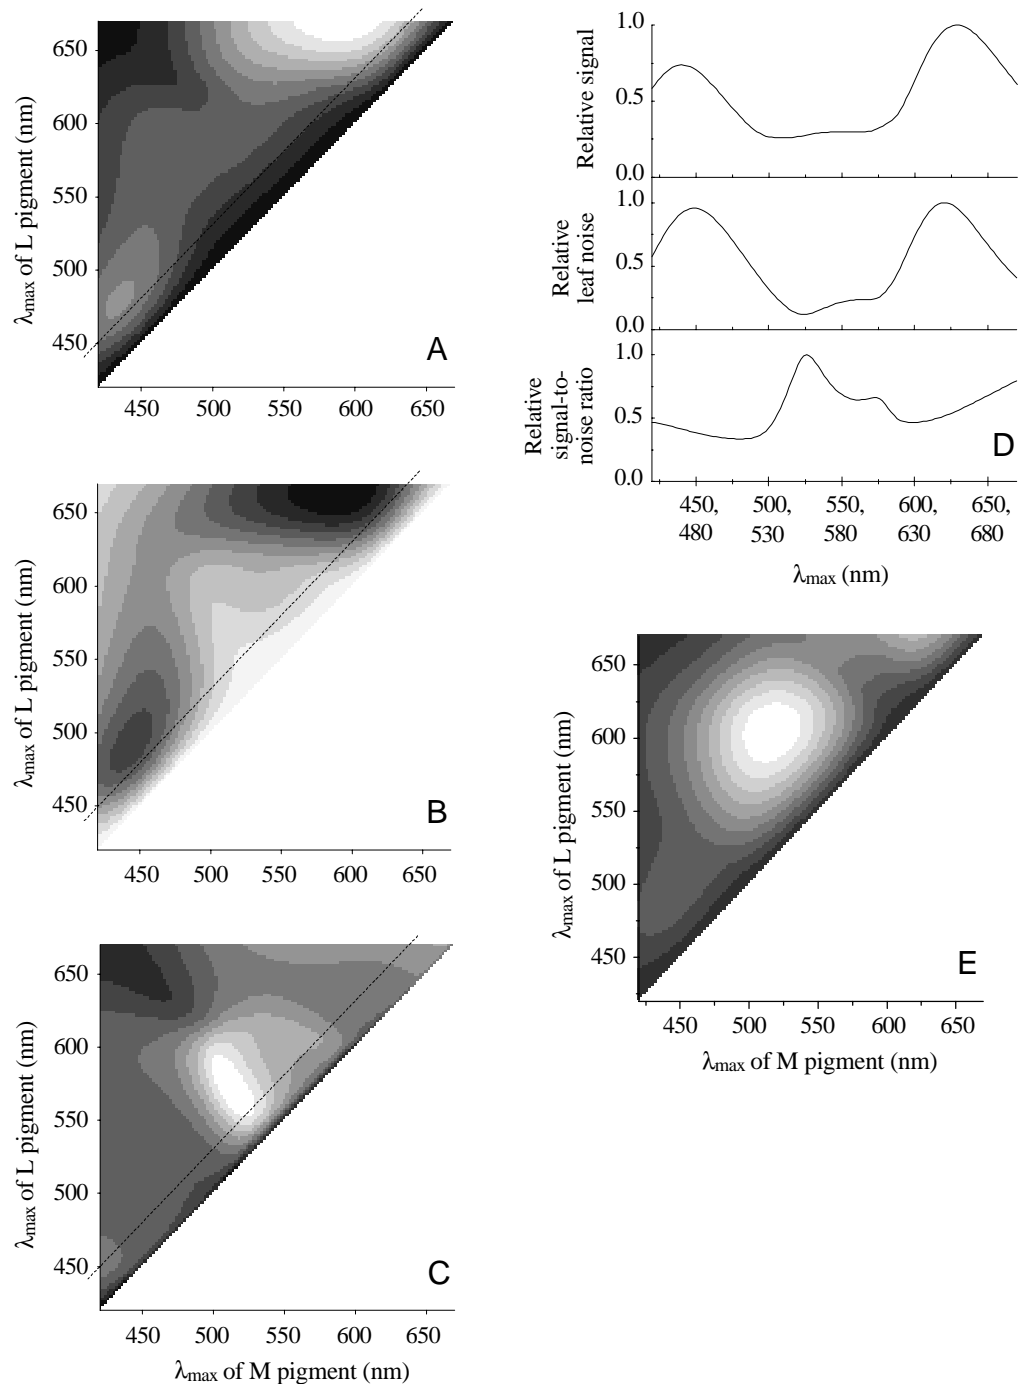 650
600
550
500
450
λmax of L pigment (nm)
A
450 500 550 600 650
650
600
550
500
450
λmax of L pigment (nm)
B
450 500 550 600 650
650
600
550
500
450
λmax of L pigment (nm)
C
450 500 550 600 650
λmax of M pigment (nm)
1.0
0.5
0.0
Relative signal
1.0
0.5
0.0
Relative
leaf noise
1.0
0.5
0.0
Relative
signal-to-
noise ratio
D
450, 500, 550, 600, 650,
480 530 580 630 680
λmax (nm)
650
600
550
500
450
λmax of L pigment (nm)
E
450 500 550 600 650
λmax of M pigment (nm)